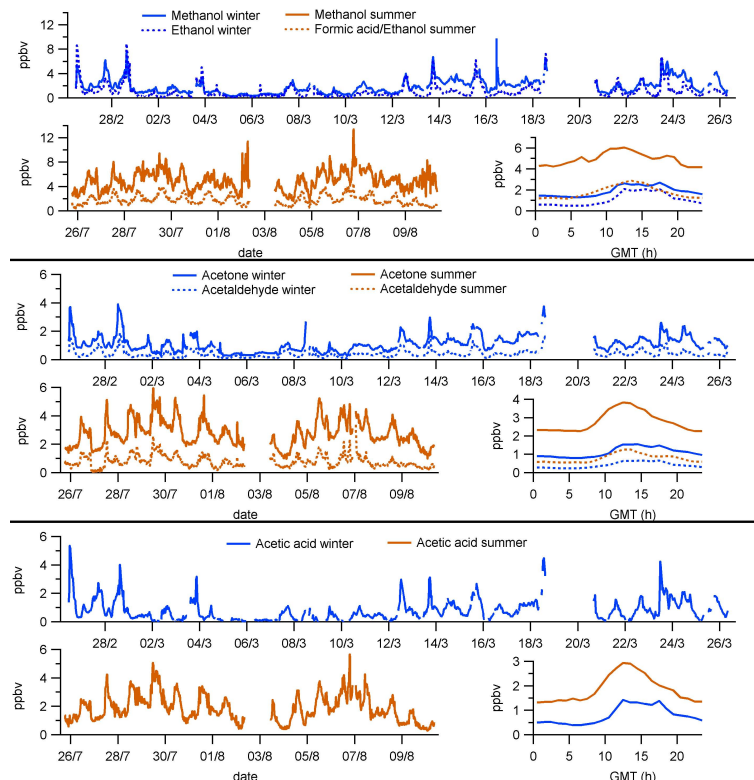 Methanol winter Methanol summer
Ethanol winter Formic acid/Ethanol summer
ppbv
12
8
4
0
28/2 02/3 04/3 06/3 08/3 10/3 12/3 14/3 16/3 18/3 20/3 22/3 24/3 26/3
ppbv
12
8
4
0
26/7 28/7 30/7 01/8 03/8 05/8 07/8 09/8
date
ppbv
6
4
2
0
0 5 10 15 20
GMT (h)
Acetone winter Acetone summer
Acetaldehyde winter Acetaldehyde summer
ppbv
6
4
2
0
28/2 02/3 04/3 06/3 08/3 10/3 12/3 14/3 16/3 18/3 20/3 22/3 24/3 26/3
ppbv
6
4
2
0
26/7 28/7 30/7 01/8 03/8 05/8 07/8 09/8
date
ppbv
4
3
2
1
0
0 5 10 15 20
GMT (h)
Acetic acid winter Acetic acid summer
ppbv
6
4
2
0
28/2 02/3 04/3 06/3 08/3 10/3 12/3 14/3 16/3 18/3 20/3 22/3 24/3 26/3
ppbv
6
4
2
0
26/7 28/7 30/7 01/8 03/8 05/8 07/8 09/8
date
ppbv
3
2
1
0
0 5 10 15 20
GMT (h)